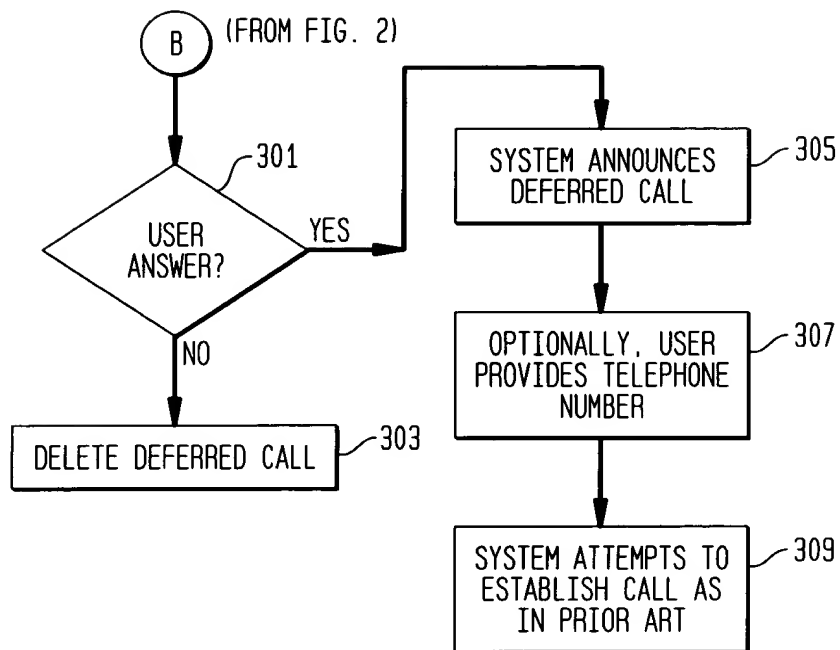 B (FROM FIG. 2)
301
USER
ANSWER?
YES
NO
DELETE DEFERRED CALL
303
SYSTEM ANNOUNCES
DEFERRED CALL
305
OPTIONALLY, USER
PROVIDES TELEPHONE
NUMBER
307
SYSTEM ATTEMPTS TO
ESTABLISH CALL AS
IN PRIOR ART
309